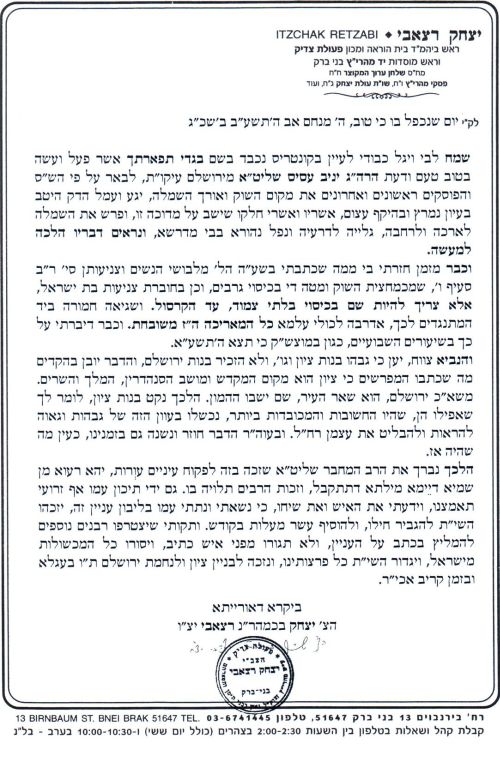 יצחק רצאבי ♦ ITZCHAK RETZABI
ראש ביהמ"ד בית הוראה ומכון פעולת צדיק
וראש מוסדות יד מהרי"ץ בני ברק
מח"ס שלחן ערוך המקוצר ח"ח
פסקי מהרי"ץ ו"ח, שו"ת עולת יצחק ג"ח, ועוד
לק"י יום שנכפל בו כי טוב, ה' מנחם אב ה'תשע"ב ב'שכ"ג
שמח לבי ויגל כבודי לעיין בקונטריס נכבד בשם בגדי תפארתך אשר פעל ועשה
בטוב טעם ודעת הרה"ג יניב עסיס שליט"א מירושלם עיקו"ת, לבאר על פי הש"ס
והפוסקים ראשונים ואחרונים את מקום השוק ואורך השמלה, יגע ועמל הדק היטב
בעיון נמרץ ובהיקף עצום, אשריו ואשרי חלקו שישב על מדוכה זו, ופרש את השמלה
לארכה ולרחבה, גלייה לדרעיה ונפל נהורא בבי מדרשא, ונראים דבריו הלכה
למעשה.
וכבר מזמן חזרתי בי ממה שכתבתי בשע"ה הל' מלבושי הנשים וצניעותן סי' ר"ב
סעיף ו', שמכמחצית השוק ומטה די בכיסוי גרבים, וכן בחוברת צניעות בת ישראל,
אלא צריך להיות שם בכיסוי בלתי צמוד, עד הקרסול. ושגיאה חמורה ביד
המתנגדים לכך, אדרבה לכולי עלמא כל המאריכה ה"ז משובחת. וכבר דיברתי על
כך בשיעורים השבועיים, כגון במוצש"ק כי תצא ה'תשע"א.
והנביא צווח, יען כי גבהו בנות ציון וגו', ולא הזכיר בנות ירושלם, והדבר יובן בהקדים
מה שכתבו המפרשים כי ציון הוא מקום המקדש ומושב הסנהדרין, המלך והשרים.
משא"כ ירושלם, הוא שאר העיר, שם ישבו ההמון. הלכך נקט בנות ציון, לומר לך
שאפילו הן, שהיו החשובות והמכובדות ביותר, נכשלו בעוון הזה של גבהות וגאוה
להראות ולהבליט את עצמן רח"ל. ובעוה"ר הדבר חוזר ונשנה גם בזמנינו, כעין מה
שהיה אז.
הלכך נברך את הרב המחבר שליט"א שזכה בזה לפקוח עיניים עורות, יהא רעוא מן
שמיא דיימא מילתא דתתקבל, וזכות הרבים תלויה בו. גם ידי תיכון עמו אף זרועי
תאמצנו, וידעתי את האיש ואת שיחו, כי נשאתי ונתתי עמו בליבון עניין זה, יזכהו
השי"ת להגביר חילו, ולהוסיף עשר מעלות בקודש. ותקותי שיצטרפו רבנים נוספים
להמליץ בכתב על העניין, ולא תגורו מפני איש כתיב, ויסורו כל המכשולות
מישראל, ויגדור השי"ת כל פרצותינו, ונזכה לבניין ציון ולנחמת ירושלם ת"ו בעגלא
ובזמן קריב אכי"ר.
ביקרא דאורייתא
הצ' יצחק בכמהר"נ רצאבי יצ"ו
פעולת צדיק
הצב"י
יצחק רצאבי
בני-ברק
רח' בירנבוים 13 בני ברק 51647, טלפון 03-6741445 13 BIRNBAUM ST. BNEI BRAK 51647 TEL.
קבלת קהל ושאלות בטלפון בין השעות 2:00-2:30 בצהרים (כולל יום ששי) ו-10:00-10:30 בערב - בל"נ